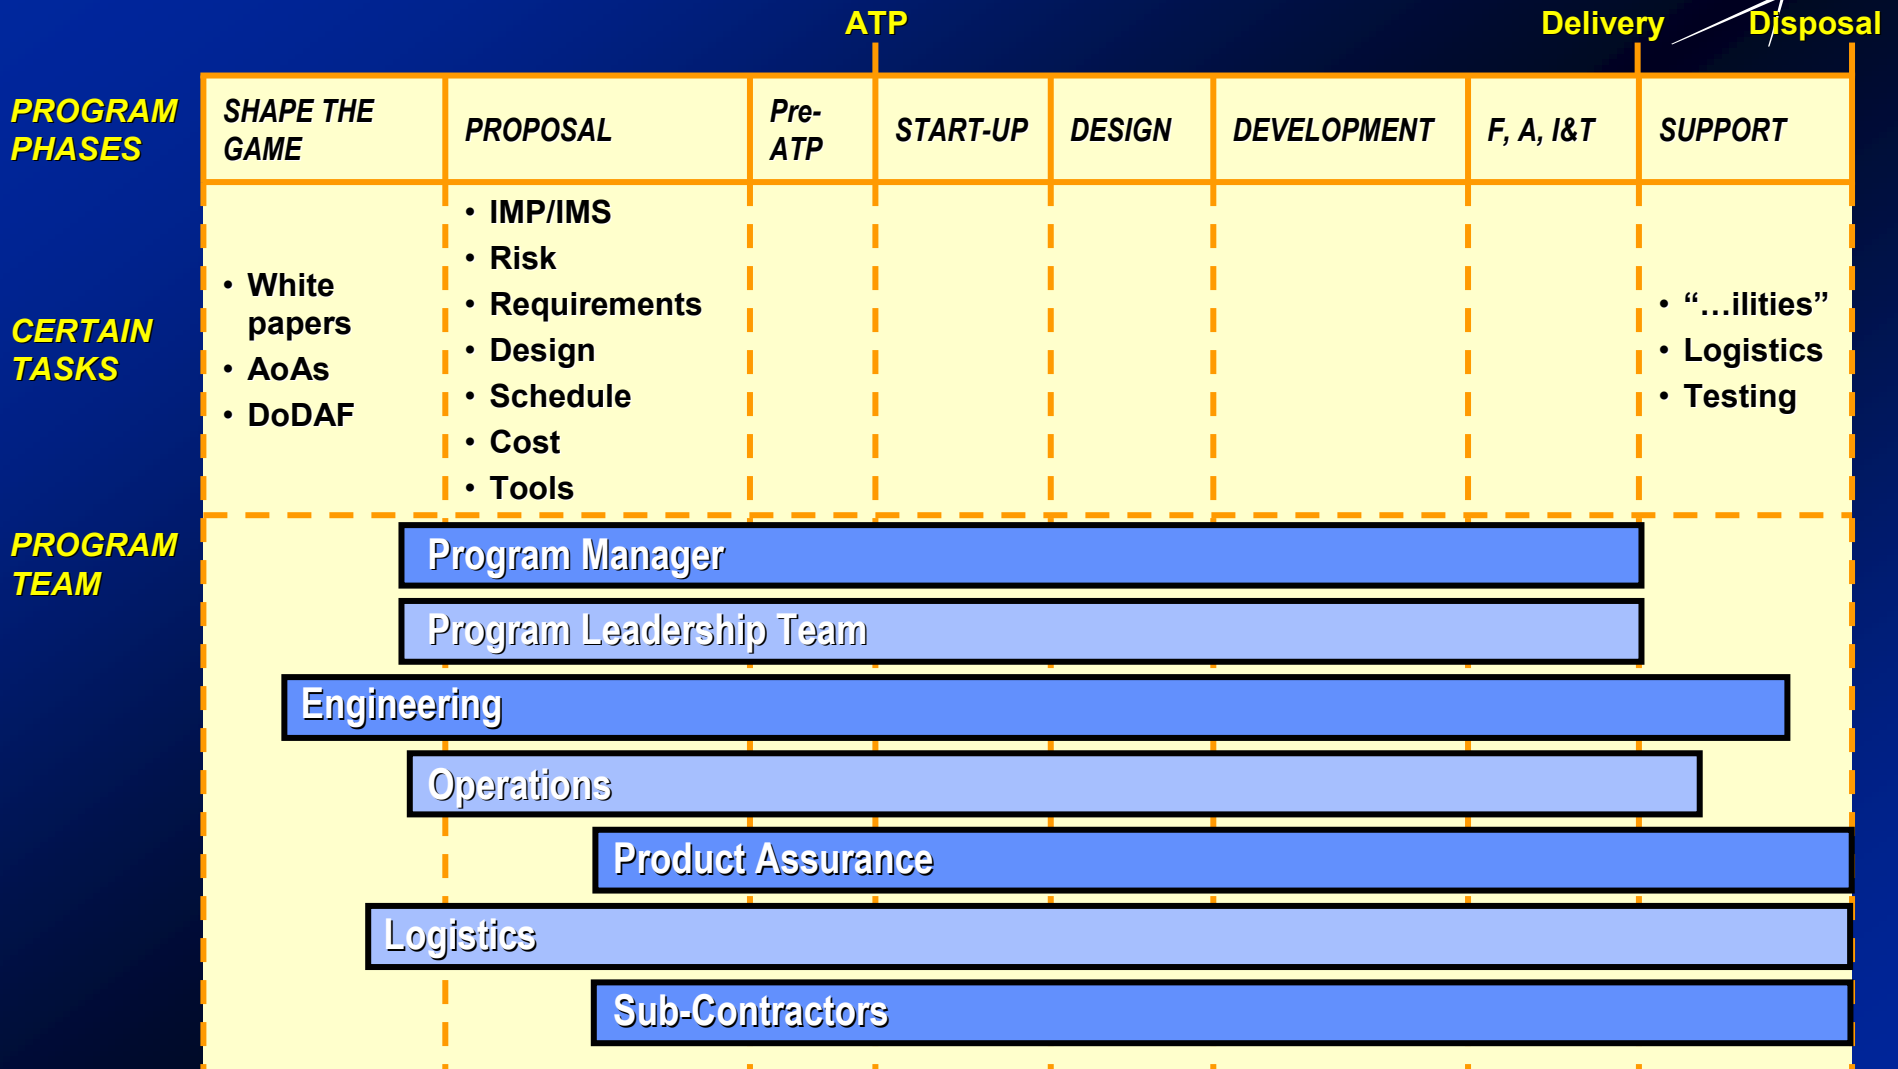 ATP
Delivery
Disposal
PROGRAM
PHASES
SHAPE THE
GAME
PROPOSAL
Pre-
ATP
START-UP
DESIGN
DEVELOPMENT
F, A, I&T
SUPPORT
CERTAIN
TASKS
• White
papers
• AoAs
• DoDAF
• IMP/IMS
• Risk
• Requirements
• Design
• Schedule
• Cost
• Tools
• “…ilities”
• Logistics
• Testing
PROGRAM
TEAM
Program Manager
Program Leadership Team
Engineering
Operations
Product Assurance
Logistics
Sub-Contractors